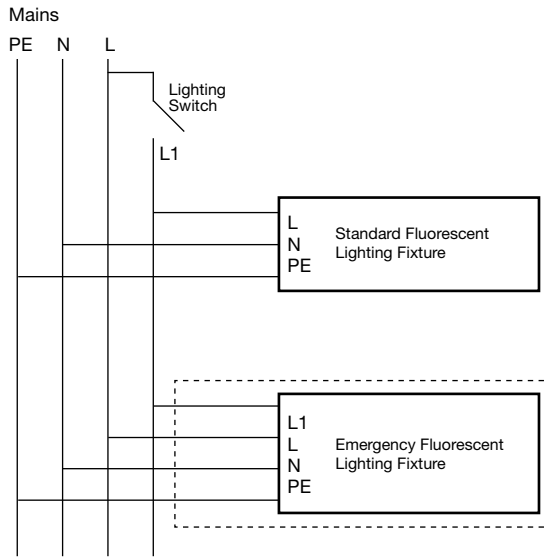 Mains
PE N L
Lighting
Switch
L1
L
N
PE
Standard Fluorescent
Lighting Fixture
L1
L
N
PE
Emergency Fluorescent
Lighting Fixture